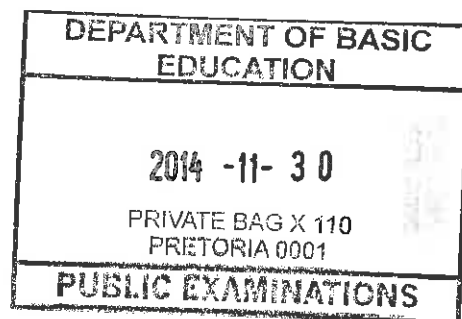 DEPARTMENT OF BASIC
EDUCATION
2014 -11- 30
PRIVATE BAG X 110
PRETORIA 0001
PUBLIC EXAMINATIONS